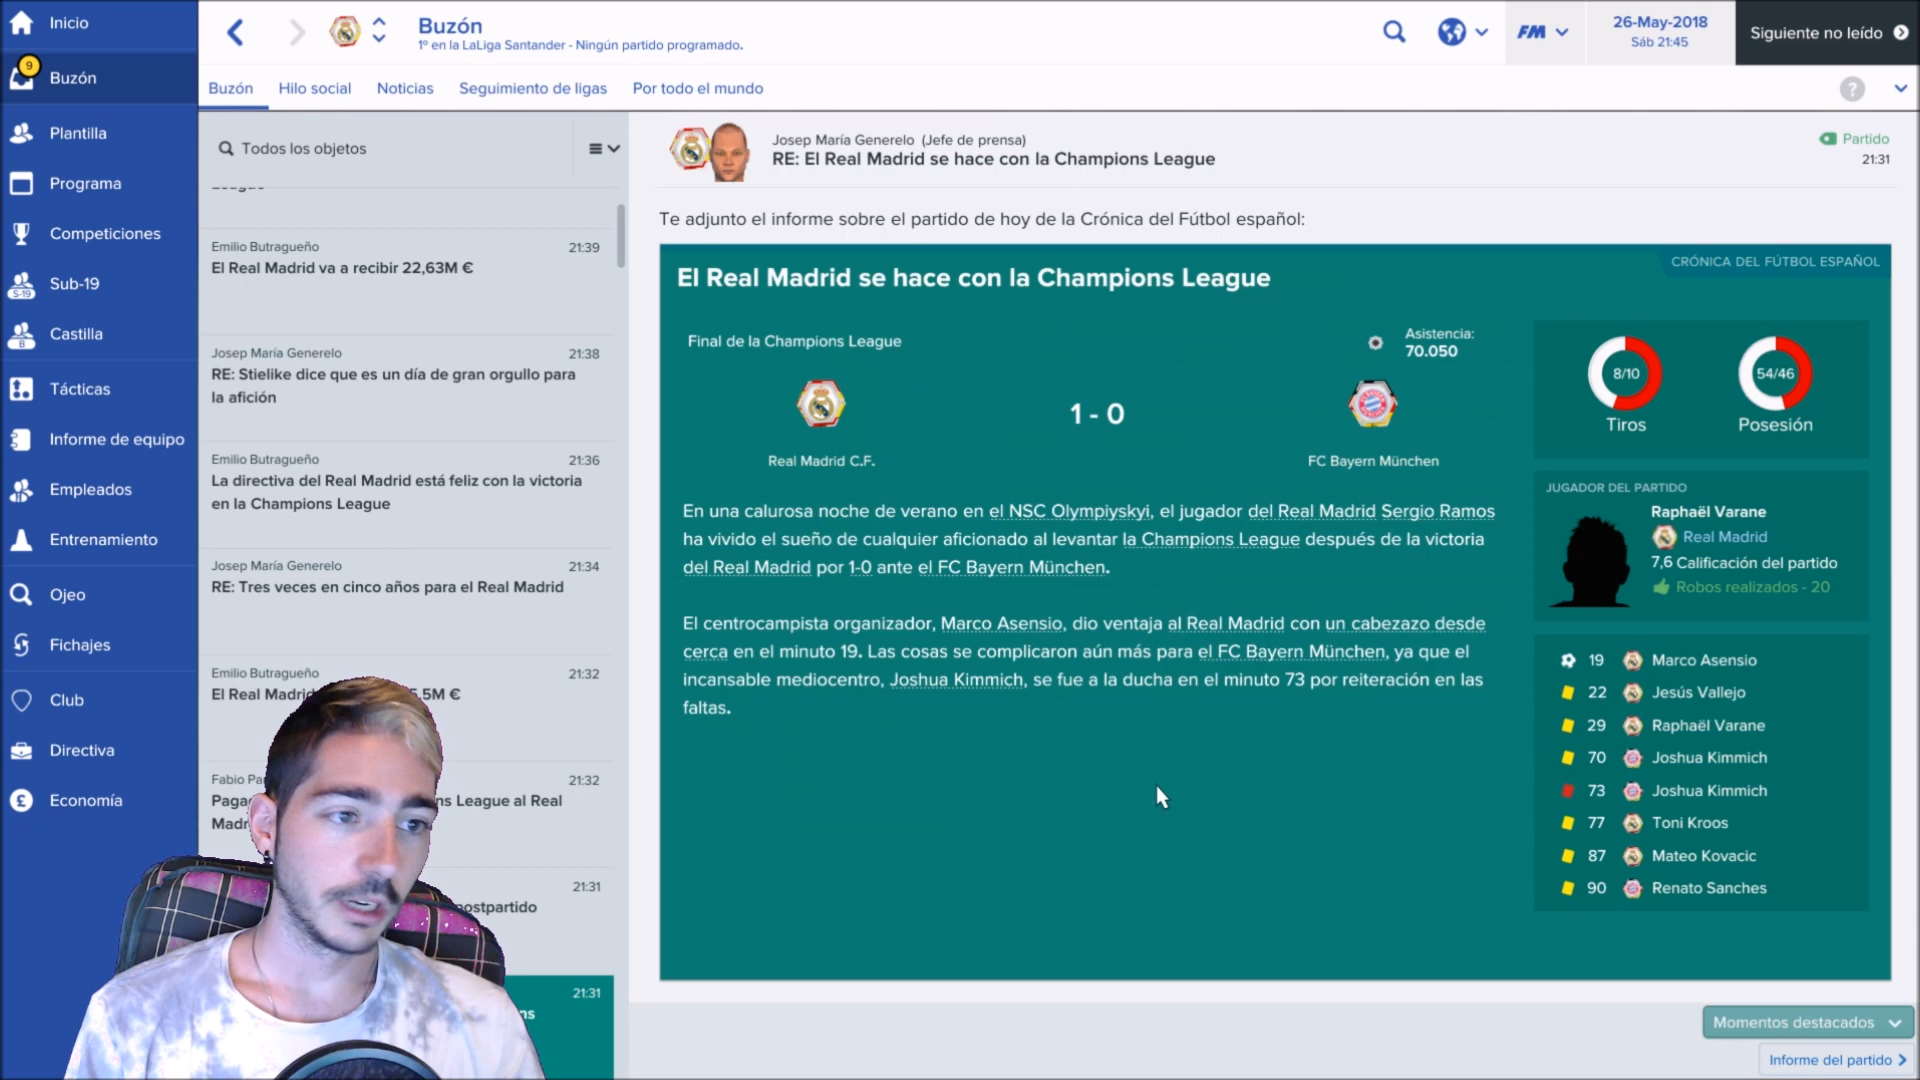 Inicio
9
Buzón
Plantilla
Programa
Competiciones
Sub-19
S-19
Castilla
B
Tácticas
Informe de equipo
Empleados
Entrenamiento
Ojeo
Fichajes
Club
Directiva
Economía
Buzón
1º en la LaLiga Santander - Ningún partido programado.
FM
26-May-2018
Sáb 21:45
Siguiente no leído
Buzón
Hilo social
Noticias
Seguimiento de ligas
Por todo el mundo
?
Todos los objetos
League
Emilio Butragueño 21:39
El Real Madrid va a recibir 22,63M €
Josep María Generelo 21:38
RE: Stielike dice que es un día de gran orgullo para
la afición
Emilio Butragueño 21:36
La directiva del Real Madrid está feliz con la victoria
en la Champions League
Josep María Generelo 21:34
RE: Tres veces en cinco años para el Real Madrid
Emilio Butragueño 21:32
El Real Madrid 5,5M €
Fabio 21:32
League al Real
21:31
postpartido
21:31
Josep María Generelo (Jefe de prensa)
RE: El Real Madrid se hace con la Champions League
Partido
21:31
Te adjunto el informe sobre el partido de hoy de la Crónica del Fútbol español:
CRÓNICA DEL FÚTBOL ESPAÑOL
El Real Madrid se hace con la Champions League
Final de la Champions League
Asistencia:
70.050
1 - 0
Real Madrid C.F.
FC Bayern München
En una calurosa noche de verano en el NSC Olympiyskyi, el jugador del Real Madrid Sergio Ramos
ha vivido el sueño de cualquier aficionado al levantar la Champions League después de la victoria
del Real Madrid por 1-0 ante el FC Bayern München.
El centrocampista organizador, Marco Asensio, dio ventaja al Real Madrid con un cabezazo desde
cerca en el minuto 19. Las cosas se complicaron aún más para el FC Bayern München, ya que el
incansable mediocentro, Joshua Kimmich, se fue a la ducha en el minuto 73 por reiteración en las
faltas.
8/10
Tiros
54/46
Posesión
JUGADOR DEL PARTIDO
Raphaël Varane
Real Madrid
7,6 Calificación del partido
Robos realizados - 20
19 Marco Asensio
22 Jesús Vallejo
29 Raphaël Varane
70 Joshua Kimmich
73 Joshua Kimmich
77 Toni Kroos
87 Mateo Kovacic
90 Renato Sanches
Momentos destacados
Informe del partido